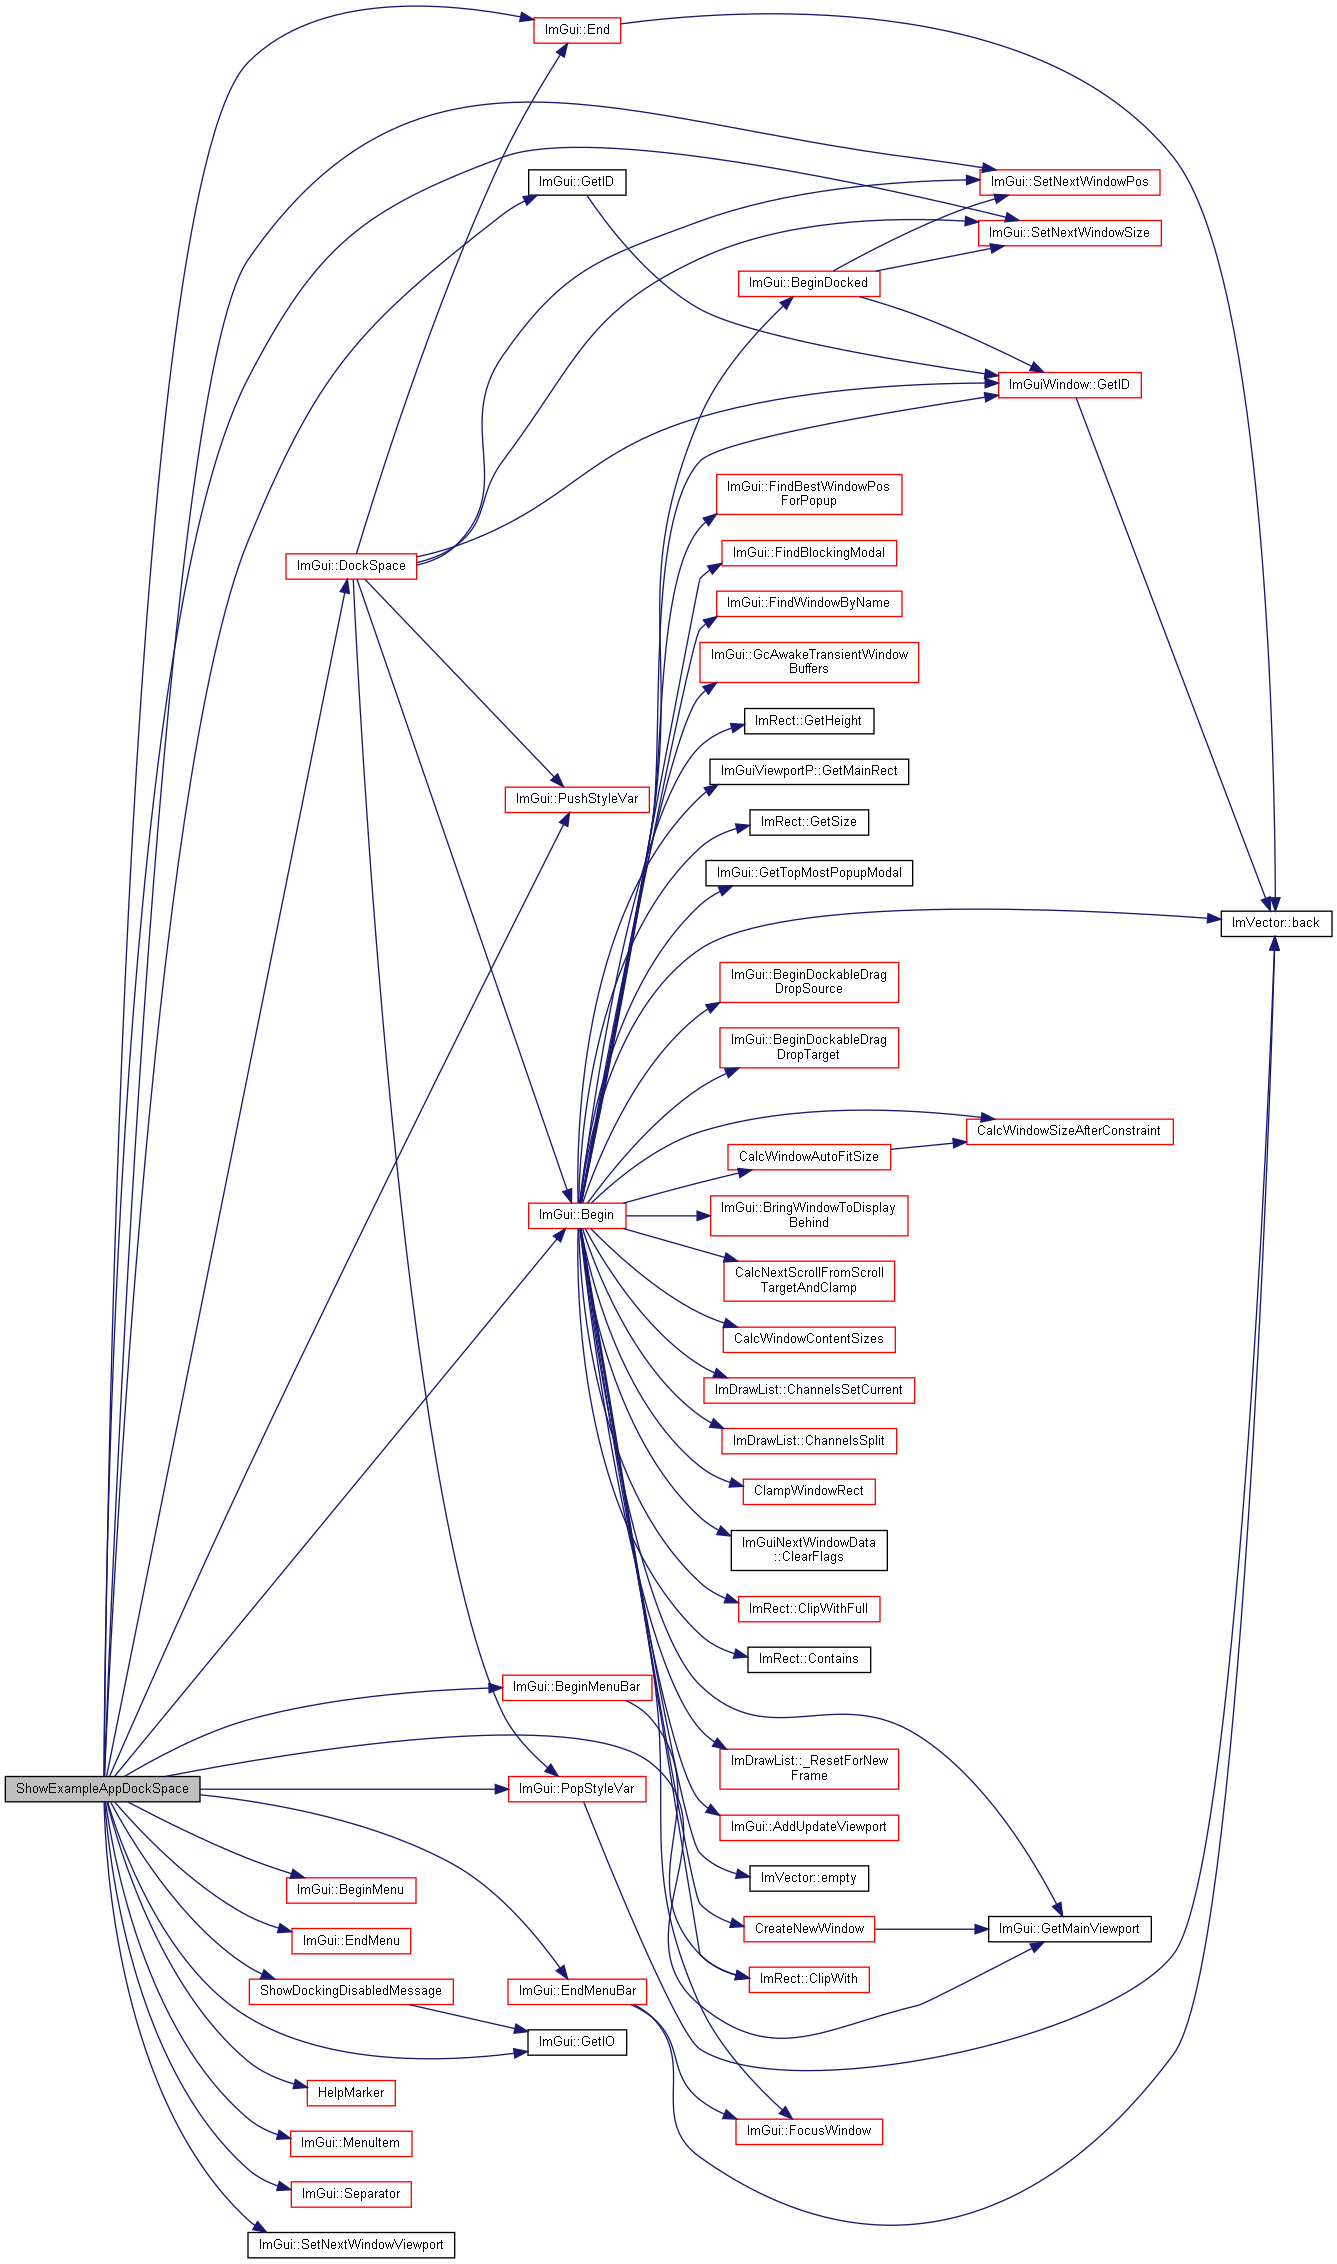 ImGui::End
ImGui::SetNextWindowPos
ImGui::GetID
ImGui::SetNextWindowSize
ImGui::BeginDocked
ImGuiWindow::GetID
ImGui::FindBestWindowPos
ForPopup
ImGui::FindBlockingModal
ImGui::DockSpace
ImGui::FindWindowByName
ImGui::GcAwakeTransientWindow
Buffers
ImRect::GetHeight
ImGuiViewportP::GetMainRect
ImGui::PushStyleVar
ImRect::GetSize
ImGui::GetTopMostPopupModal
ImVector::back
ImGui::BeginDockableDrag
DropSource
ImGui::BeginDockableDrag
DropTarget
CalcWindowSizeAfterConstraint
CalcWindowAutoFitSize
ImGui::Begin
ImGui::BringWindowToDisplay
Behind
CalcNextScrollFromScroll
TargetAndClamp
CalcWindowContentSizes
ImDrawList::ChannelsSetCurrent
ImDrawList::ChannelsSplit
ClampWindowRect
ImGuiNextWindowData
::ClearFlags
ImRect::ClipWithFull
ImRect::Contains
ImGui::BeginMenuBar
ImDrawList::_ResetForNew
Frame
ShowExampleAppDockSpace
ImGui::PopStyleVar
ImGui::AddUpdateViewport
ImVector::empty
ImGui::BeginMenu
CreateNewWindow
ImGui::GetMainViewport
ImGui::EndMenu
ImRect::ClipWith
ShowDockingDisabledMessage
ImGui::EndMenuBar
ImGui::GetIO
HelpMarker
ImGui::FocusWindow
ImGui::MenuItem
ImGui::Separator
ImGui::SetNextWindowViewport